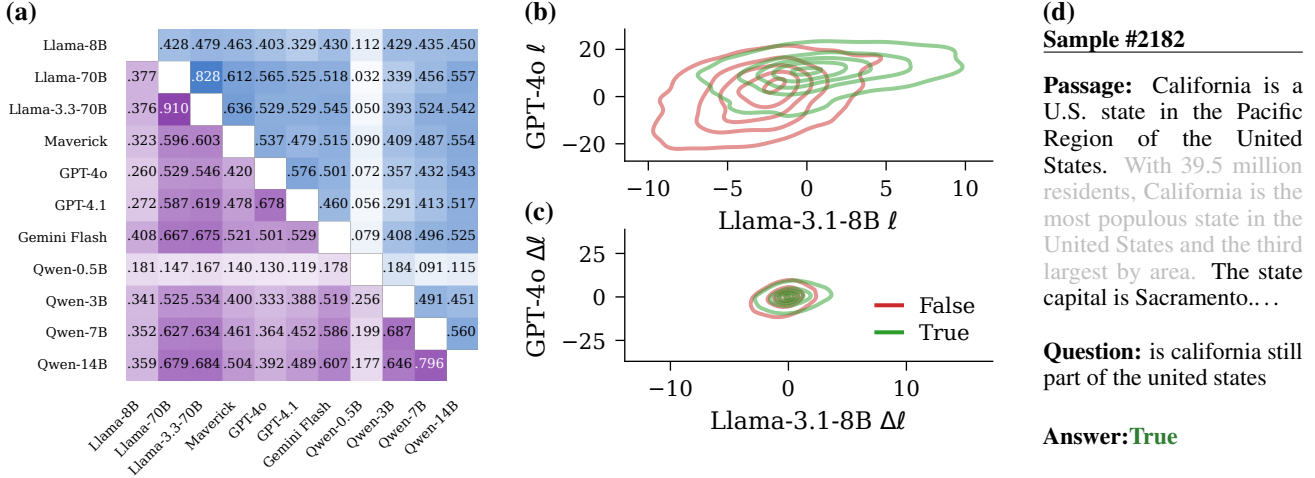 (a)
Llama-8B .428 .479 .463 .403 .329 .430 .112 .429 .435 .450
Llama-70B .377 .828 .612 .565 .525 .518 .032 .339 .456 .557
Llama-3.3-70B .376 .910 .636 .529 .529 .545 .050 .393 .524 .542
Maverick .323 .596 .603 .537 .479 .515 .090 .409 .487 .554
GPT-4o .260 .529 .546 .420 .576 .501 .072 .357 .432 .543
GPT-4.1 .272 .587 .619 .478 .678 .460 .056 .291 .413 .517
Gemini Flash .408 .667 .675 .521 .501 .529 .079 .408 .496 .525
Qwen-0.5B .181 .147 .167 .140 .130 .119 .178 .184 .091 .115
Qwen-3B .341 .525 .534 .400 .333 .388 .519 .256 .491 .451
Qwen-7B .352 .627 .634 .461 .364 .452 .586 .199 .687 .560
Qwen-14B .359 .679 .684 .504 .392 .489 .607 .177 .646 .796
Llama-8B
Llama-70B
Llama-3.3-70B
Maverick
GPT-4o
GPT-4.1
Gemini Flash
Qwen-0.5B
Qwen-3B
Qwen-7B
Qwen-14B
(b)
GPT-4o ℓ
20
0
−20
−10 −5 0 5 10
Llama-3.1-8B ℓ
(c)
GPT-4o Δℓ
25
0
−25
False
True
−10 0 10
Llama-3.1-8B Δℓ
(d)
Sample #2182
Passage: California is a
U.S. state in the Pacific
Region of the United
States. With 39.5 million
residents, California is the
most populous state in the
United States and the third
largest by area. The state
capital is Sacramento....
Question: is california still
part of the united states
Answer:True